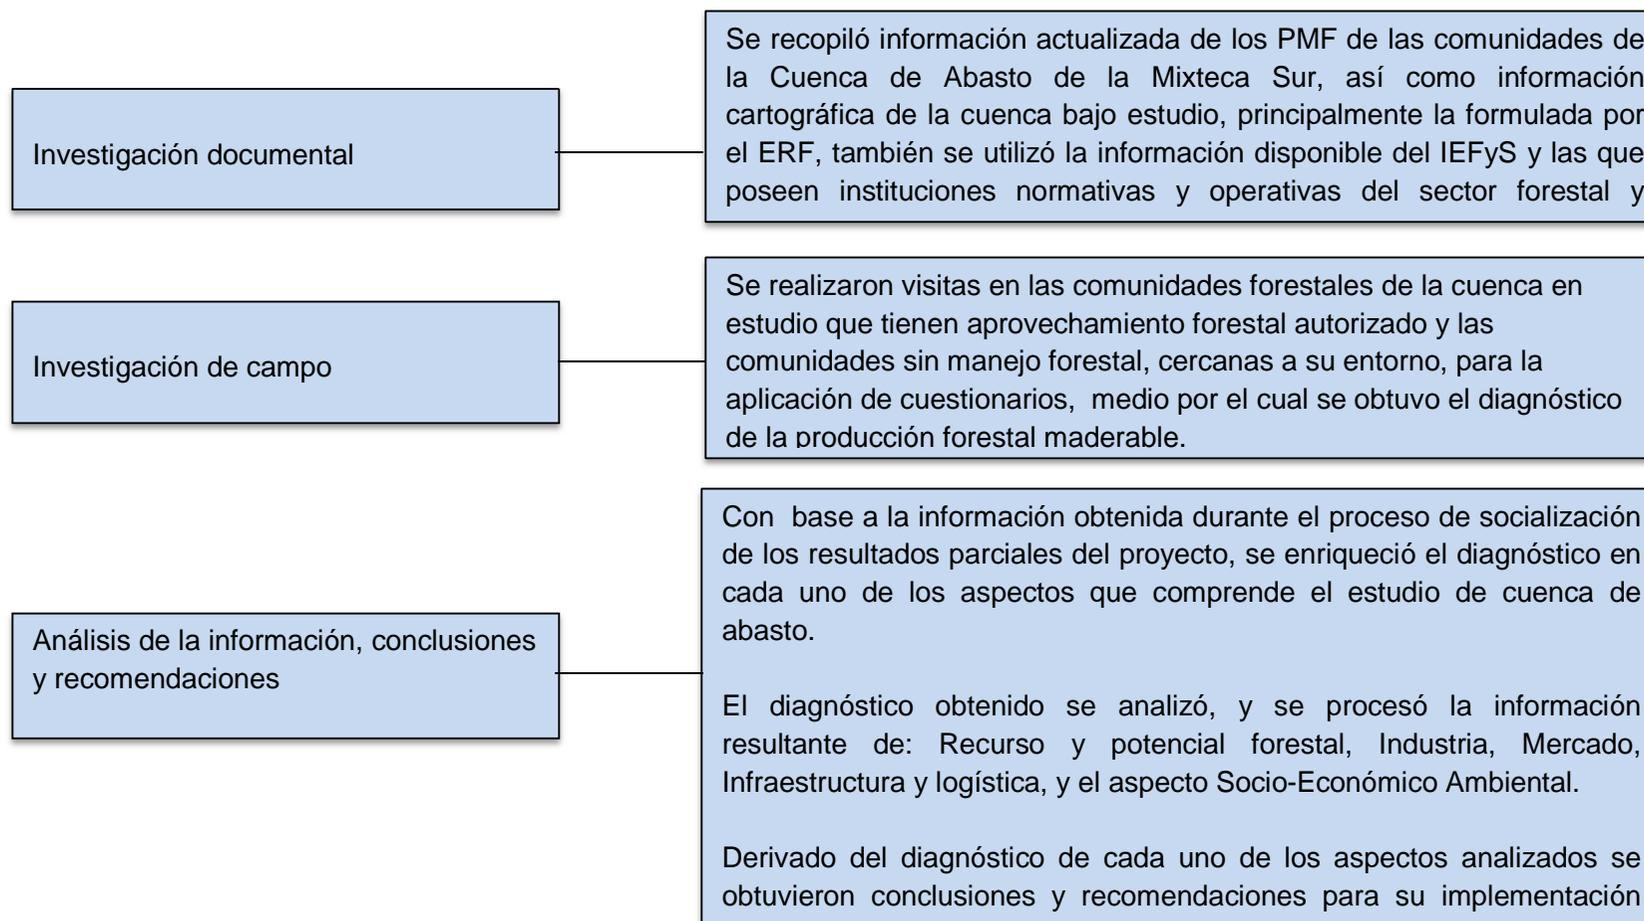 Investigación documental
Se recopiló información actualizada de los PMF de las comunidades de
la Cuenca de Abasto de la Mixteca Sur, así como información
cartográfica de la cuenca bajo estudio, principalmente la formulada por
el ERF, también se utilizó la información disponible del IEFyS y las que
poseen instituciones normativas y operativas del sector forestal y
Investigación de campo
Se realizaron visitas en las comunidades forestales de la cuenca en
estudio que tienen aprovechamiento forestal autorizado y las
comunidades sin manejo forestal, cercanas a su entorno, para la
aplicación de cuestionarios, medio por el cual se obtuvo el diagnóstico
de la producción forestal maderable.
Análisis de la información, conclusiones
y recomendaciones
Con base a la información obtenida durante el proceso de socialización
de los resultados parciales del proyecto, se enriqueció el diagnóstico en
cada uno de los aspectos que comprende el estudio de cuenca de
abasto.
El diagnóstico obtenido se analizó, y se procesó la información
resultante de: Recurso y potencial forestal, Industria, Mercado,
Infraestructura y logística, y el aspecto Socio-Económico Ambiental.
Derivado del diagnóstico de cada uno de los aspectos analizados se
obtuvieron conclusiones y recomendaciones para su implementación